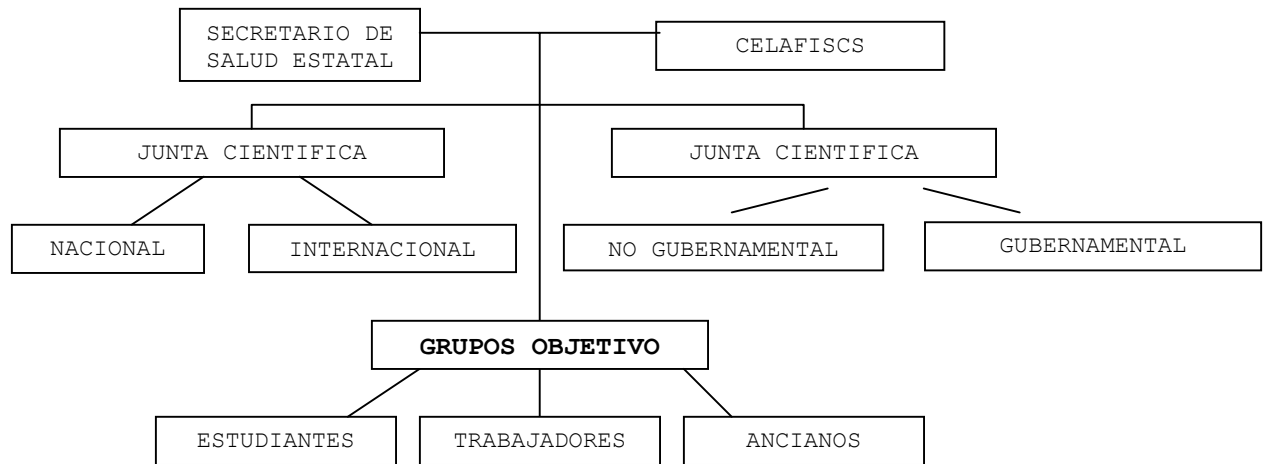 SECRETARIO DE
SALUD ESTATAL
CELAFISCS
JUNTA CIENTIFICA
JUNTA CIENTIFICA
NACIONAL
INTERNACIONAL
NO GUBERNAMENTAL
GUBERNAMENTAL
GRUPOS OBJETIVO
ESTUDIANTES
TRABAJADORES
ANCIANOS